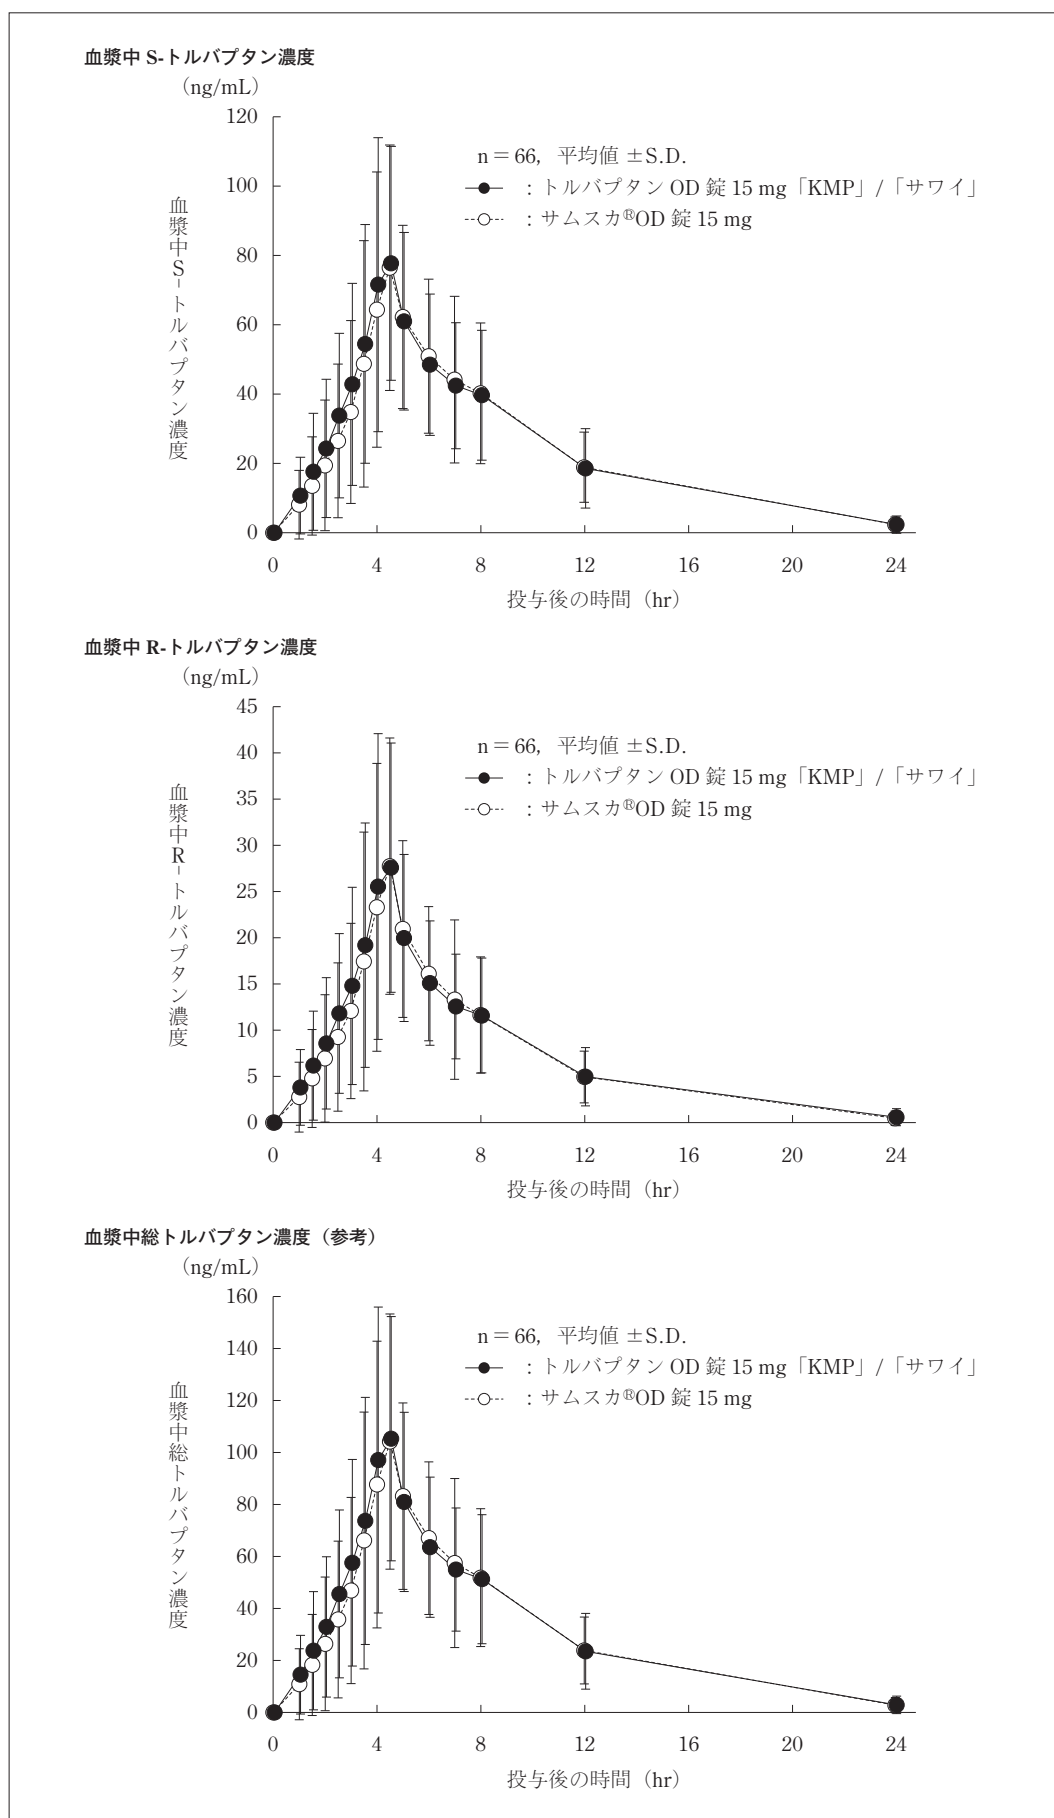 血漿中 S-トルバプタン濃度
（ng/mL）
120
100
80
60
40
20
0
血漿中S-トルバプタン濃度
n = 66, 平均値 ±S.D.
：トルバプタン OD 錠 15 mg「KMP」/「サワイ」
：サムスカ®OD 錠 15 mg
0 4 8 12 16 20 24
投与後の時間（hr）
血漿中 R-トルバプタン濃度
（ng/mL）
45
40
35
30
25
20
15
10
5
0
血漿中R-トルバプタン濃度
n = 66, 平均値 ±S.D.
：トルバプタン OD 錠 15 mg「KMP」/「サワイ」
：サムスカ®OD 錠 15 mg
0 4 8 12 16 20 24
投与後の時間（hr）
血漿中総トルバプタン濃度（参考）
（ng/mL）
160
140
120
100
80
60
40
20
0
血漿中総トルバプタン濃度
n = 66, 平均値 ±S.D.
：トルバプタン OD 錠 15 mg「KMP」/「サワイ」
：サムスカ®OD 錠 15 mg
0 4 8 12 16 20 24
投与後の時間（hr）